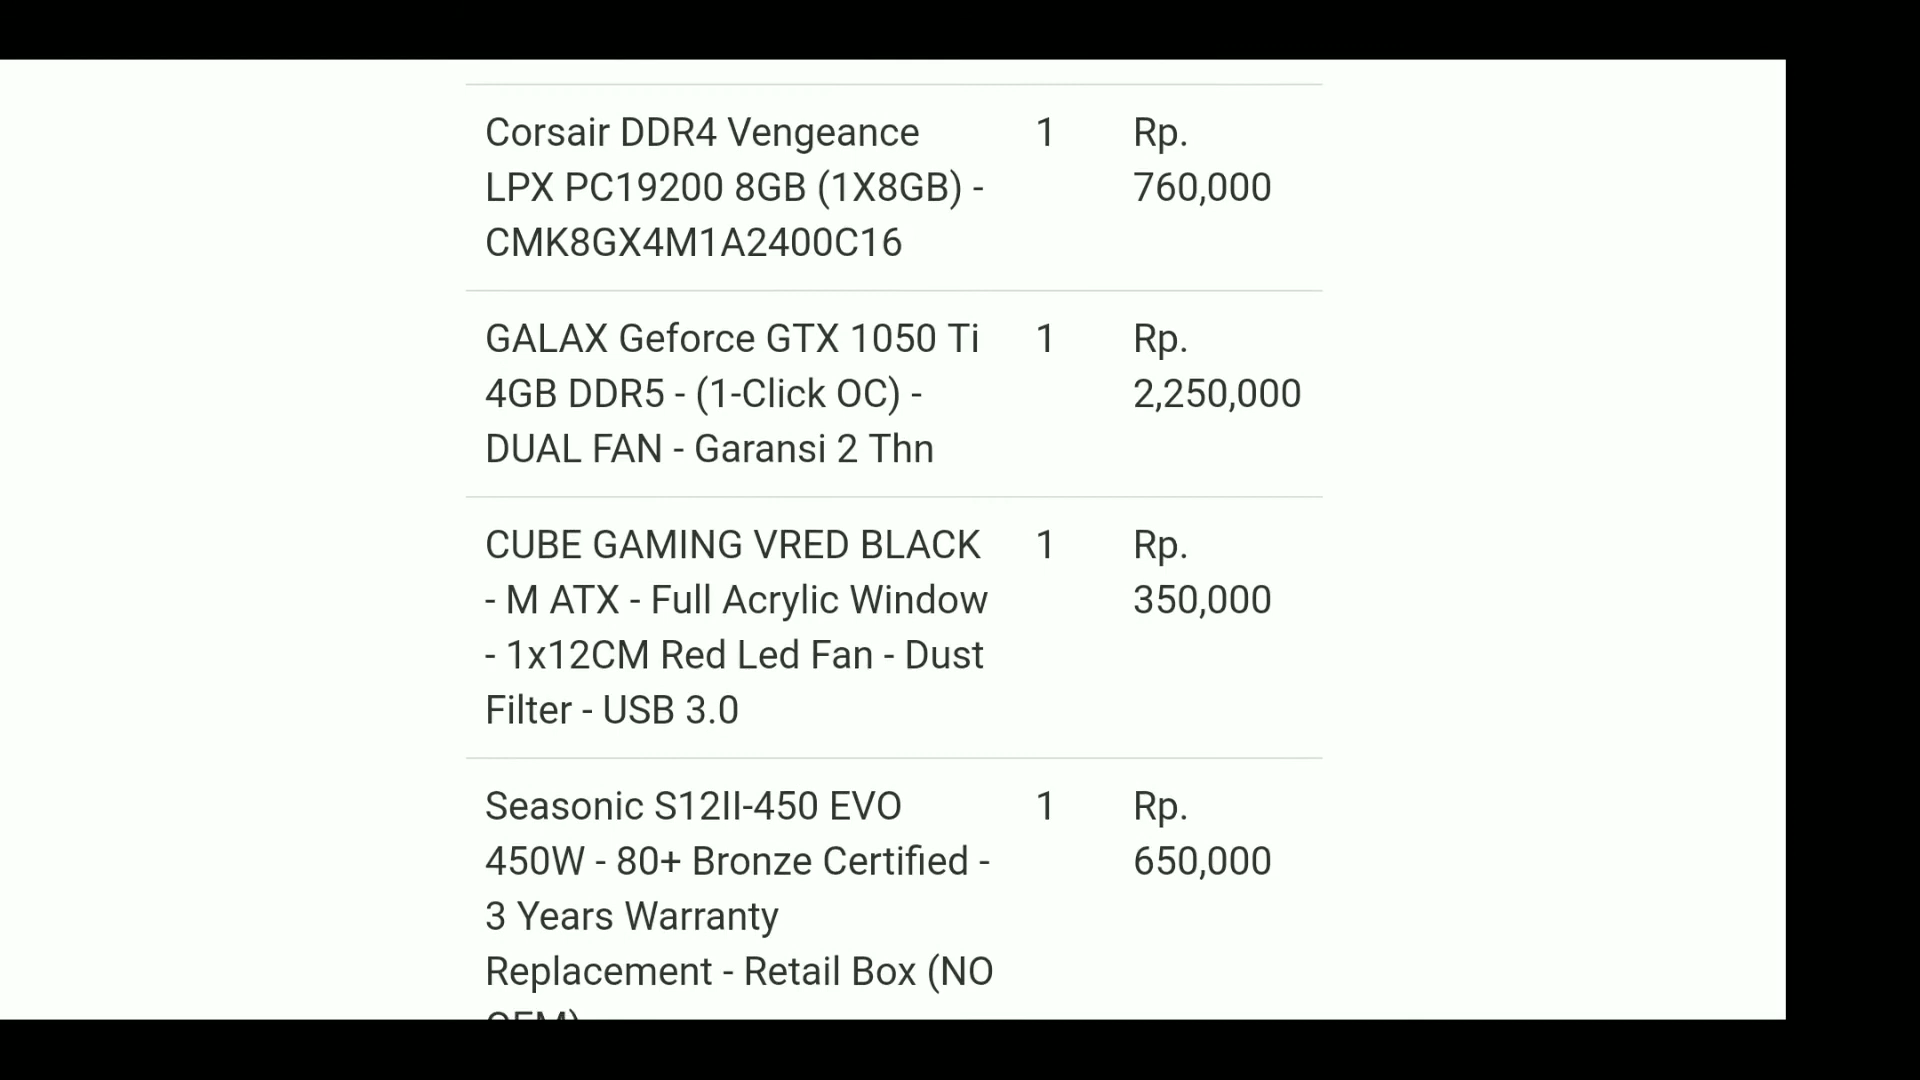 Corsair DDR4 Vengeance 1 Rp.
LPX PC19200 8GB (1X8GB) - 760,000
CMK8GX4M1A2400C16
GALAX Geforce GTX 1050 Ti 1 Rp.
4GB DDR5 - (1-Click OC) - 2,250,000
DUAL FAN - Garansi 2 Thn
CUBE GAMING VRED BLACK 1 Rp.
- M ATX - Full Acrylic Window 350,000
- 1x12CM Red Led Fan - Dust
Filter - USB 3.0
Seasonic S12II-450 EVO 1 Rp.
450W - 80+ Bronze Certified - 650,000
3 Years Warranty
Replacement - Retail Box (NO
OEM)